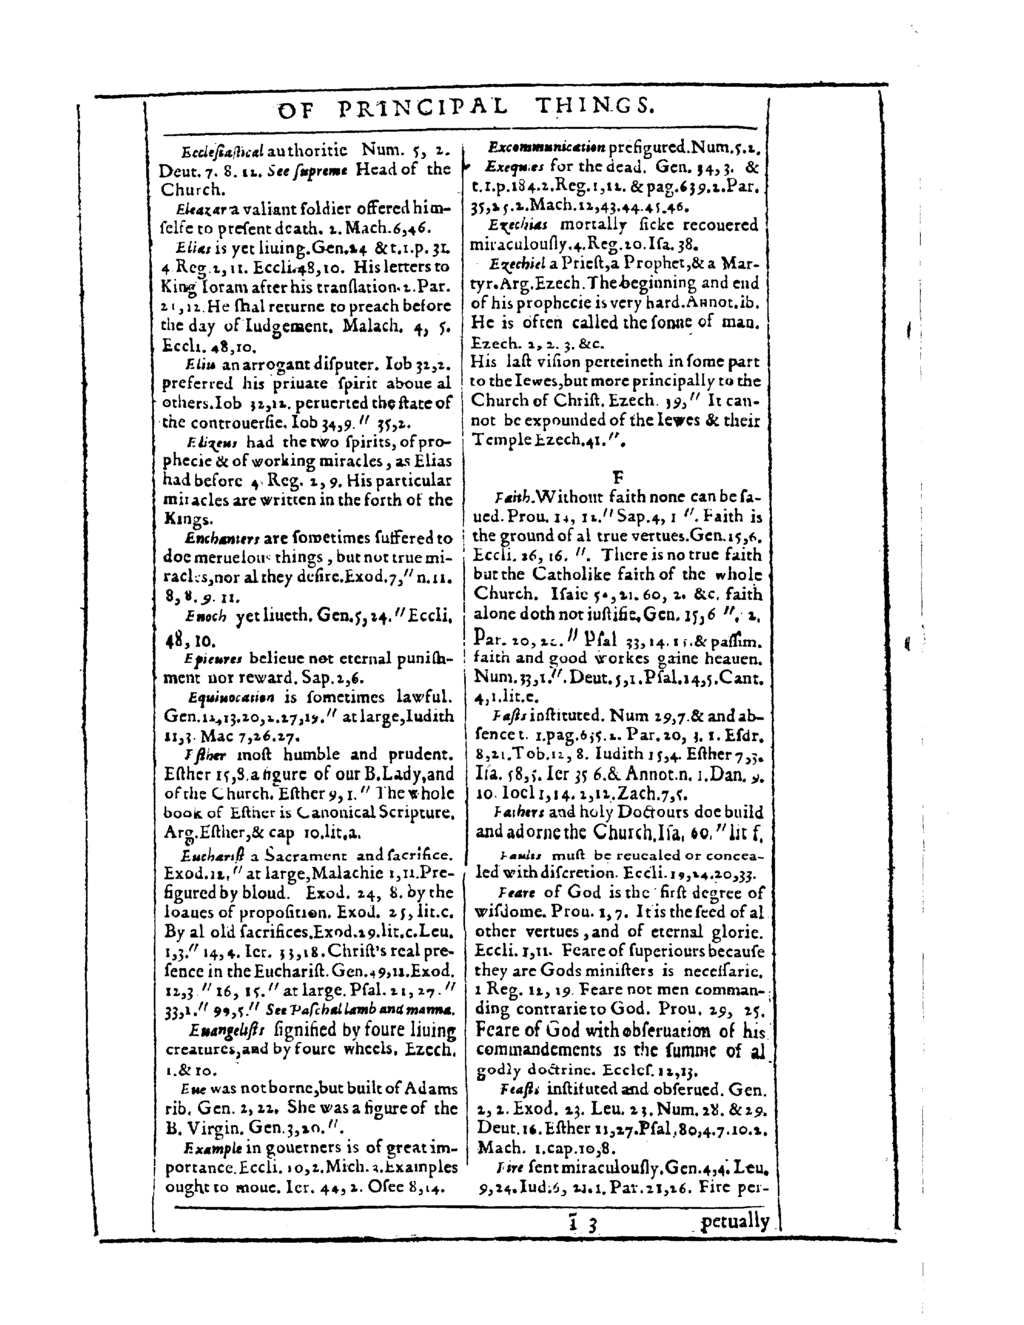 OF PRINCIPAL THINGS.
Ecclesiasticall authoritie Num. 5, 2.
Deut. 7. 8. 12. See supreme Head of the
Church.
Eleazar a valiant soldier offered him-
selfe to present death. 1. Mach. 6, 46.
Elias is yet liuing. Gen. 24 & t. 1. p. 31.
4 Reg. 2, 11. Eccli. 48, 10. His letters to
King Ioram after his translation. 2. Par.
21, 12. He shal returne to preach before
the day of Iudgement. Malach. 4, 5.
Eccli. 48, 10.
Eliu an arrogant disputer. Iob 32, 2.
preferred his priuate spirit aboue al
others. Iob 32, 12. peruerted the state of
the controuersie. Iob 34, 9. " 35, 2.
Elizeus had the two spirits, of pro-
phecie & of working miracles, as Elias
had before 4. Reg. 2, 9. His particular
miracles are written in the forth of the
Kings.
Enchanters are sometimes suffered to
doe meruelous things, but not true mi-
racles, nor al they desire. Exod. 7, " n. 11.
8, 8. 9. 11.
Enoch yet liueth. Gen. 5, 24. " Eccli.
48, 10.
Epicures belieue not eternal punish-
ment nor reward. Sap. 2, 6.
Equiuocation is sometimes lawful.
Gen. 12, 13. 20, 2. 27, 19. " at large, Iudith
11, 3. Mac 7, 26. 27.
Esther most humble and prudent.
Esther 15, 8. a figure of our B. Lady, and
of the Church. Esther 9, 1. " The whole
book of Esther is Canonical Scripture.
Arg. Esther, & cap 10. lit. a.
Eucharist a Sacrament and sacrifice.
Exod. 12, " at large, Malachie 1, 11. Pre-
figured by bloud. Exod. 24, 8. by the
loaues of proposition. Exod. 25, lit. c.
By al old sacrifices. Exod. 29. lit. c. Leu.
1, 3. " 14, 4. Ier. 33, 18. Christ's real pre-
sence in the Eucharist. Gen. 49, 11. Exod.
12, 3 " 16, 15. " at large. Psal. 21, 27. "
33, 1. " 99, 5. " See Paschal lamb and manna.
Euangelists signified by foure liuing
creatures, and by foure wheels. Ezech.
1. & 10.
Eue was not borne, but built of Adams
rib. Gen. 2, 22. She was a figure of the
B. Virgin. Gen. 3, 20. ".
Example in gouerners is of great im-
portance. Eccli. 10, 2. Mich. 3. Examples
ought to moue. Ier. 44, 2. Osee 8, 14.
Excommunication prefigured. Num. 5. 2.
Exequies for the dead. Gen. 34, 3. &
t. 1. p. 184. 2. Reg. 1, 12. & pag. 639. 2. Par.
35, 25. 2. Mach. 12, 43. 44. 45. 46.
Ezechias mortally sicke recouered
miraculously. 4. Reg. 20. Isa. 38.
Ezechiel a Priest, a Prophet, & a Mar-
tyr. Arg. Ezech. The beginning and end
of his prophecie is very hard. Annot. ib.
He is often called the sonne of man.
Ezech. 2, 2. 3. &c.
His last vision perteineth in some part
to the Iewes, but more principally to the
Church of Christ. Ezech. 39, " It can-
not be expounded of the Iewes & their
Temple Ezech. 41. ".
F
Faith. Without faith none can be sa-
ued. Prou. 14, 12. " Sap. 4, 1 ". Faith is
the ground of al true vertues. Gen. 15, 6.
Eccli. 26, 16. ". There is no true faith
but the Catholike faith of the whole
Church. Isaie 50, 21. 60, 2. &c. faith
alone doth not iustifie, Gen. 15, 6 ", 2,
Par. 20, 20. " Psal 33, 14. 15. & passim.
faith and good workes gaine heauen.
Num. 33, 1. ". Deut. 5, 1. Psal. 14, 5. Cant.
4, 1. lit. c.
Fasts instituted. Num 29, 7. & and ab-
sence t. 1. pag. 635. 2. Par. 20, 3. 1. Esdr.
8, 21. Tob. 12, 8. Iudith 15, 4. Esther 7, 3.
Isa. 58, 5. Ier 35 6. & Annot. n. 1. Dan. 9.
10. Ioel 1, 14. 2, 12. Zach. 7, 5.
Fathers and holy Doctours doe build
and adorne the Church. Isa. 60. " lit f.
Faults must be reuealed or concea-
led with discretion. Eccli. 19, 14. 20, 33.
Feare of God is the first degree of
wisdome. Prou. 1, 7. It is the seed of al
other vertues, and of eternal glorie.
Eccli. 1, 11. Feare of superiours because
they are Gods ministers is necessarie.
1 Reg. 12, 19. Feare not men comman-
ding contrarie to God. Prou. 29, 25.
Feare of God with obseruation of his
commandements is the summe of al
godly doctrine. Eccles. 12, 13.
Feasts instituted and obserued. Gen.
2, 2. Exod. 23. Leu. 23. Num. 28. & 29.
Deut. 16. Esther 11, 27. Psal, 80, 4. 7. 10. 2.
Mach. 1. cap. 10, 8.
Fire sent miraculously. Gen. 4, 4. Leu.
9, 24. Iud. 6, 21. 1. Par. 21, 26. Fire per-
I 3 petually